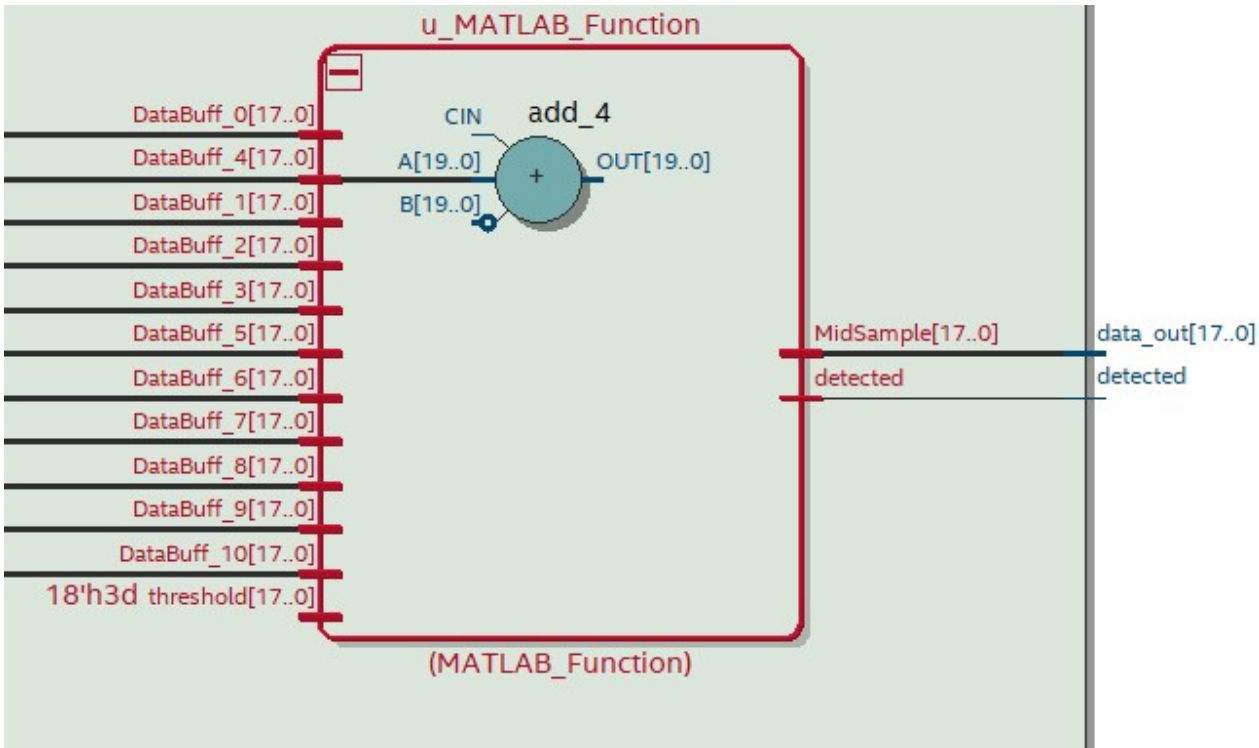 u_MATLAB_Function
DataBuff_0[17..0]
CIN
add_4
DataBuff_4[17..0]
A[19..0]
OUT[19..0]
DataBuff_1[17..0]
B[19..0]
+
DataBuff_2[17..0]
DataBuff_3[17..0]
DataBuff_5[17..0]
MidSample[17..0]
data_out[17..0]
DataBuff_6[17..0]
detected
detected
DataBuff_7[17..0]
DataBuff_8[17..0]
DataBuff_9[17..0]
DataBuff_10[17..0]
18'h3d threshold[17..0]
(MATLAB_Function)